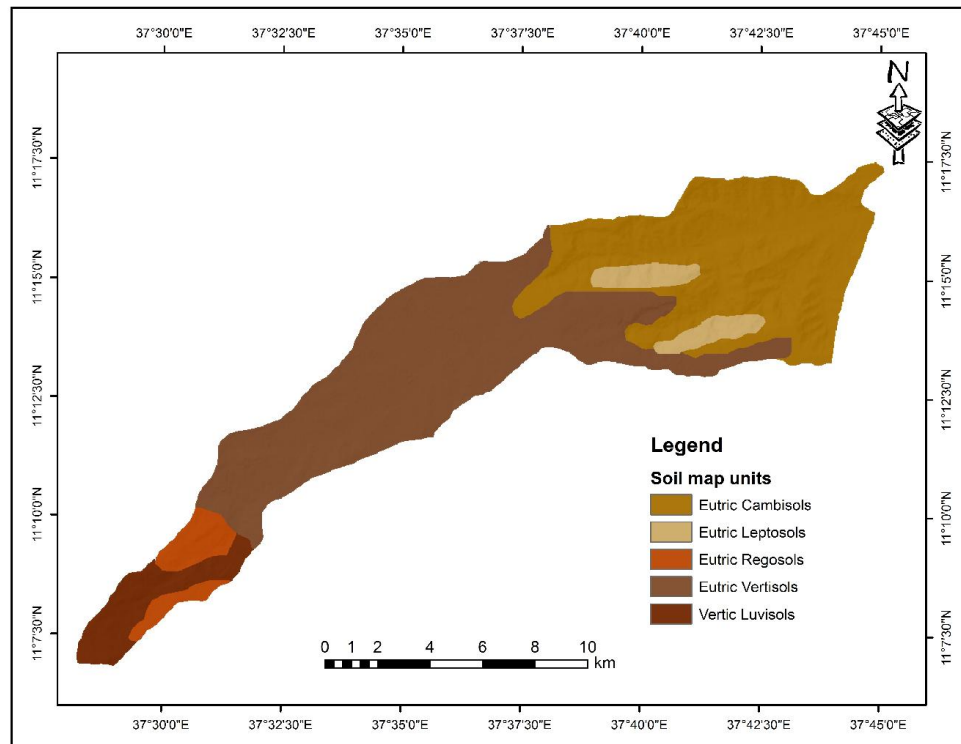 37°30'0"E 37°32'30"E 37°35'0"E 37°37'30"E 37°40'0"E 37°42'30"E 37°45'0"E
N
11°17'30"N 11°17'30"N
11°15'0"N 11°15'0"N
11°12'30"N 11°12'30"N
11°10'0"N 11°10'0"N
11°7'30"N 11°7'30"N
Legend
Soil map units
Eutric Cambisols
Eutric Leptosols
Eutric Regosols
Eutric Vertisols
Vertic Luvisols
0 1 2 4 6 8 10
km
37°30'0"E 37°32'30"E 37°35'0"E 37°37'30"E 37°40'0"E 37°42'30"E 37°45'0"E